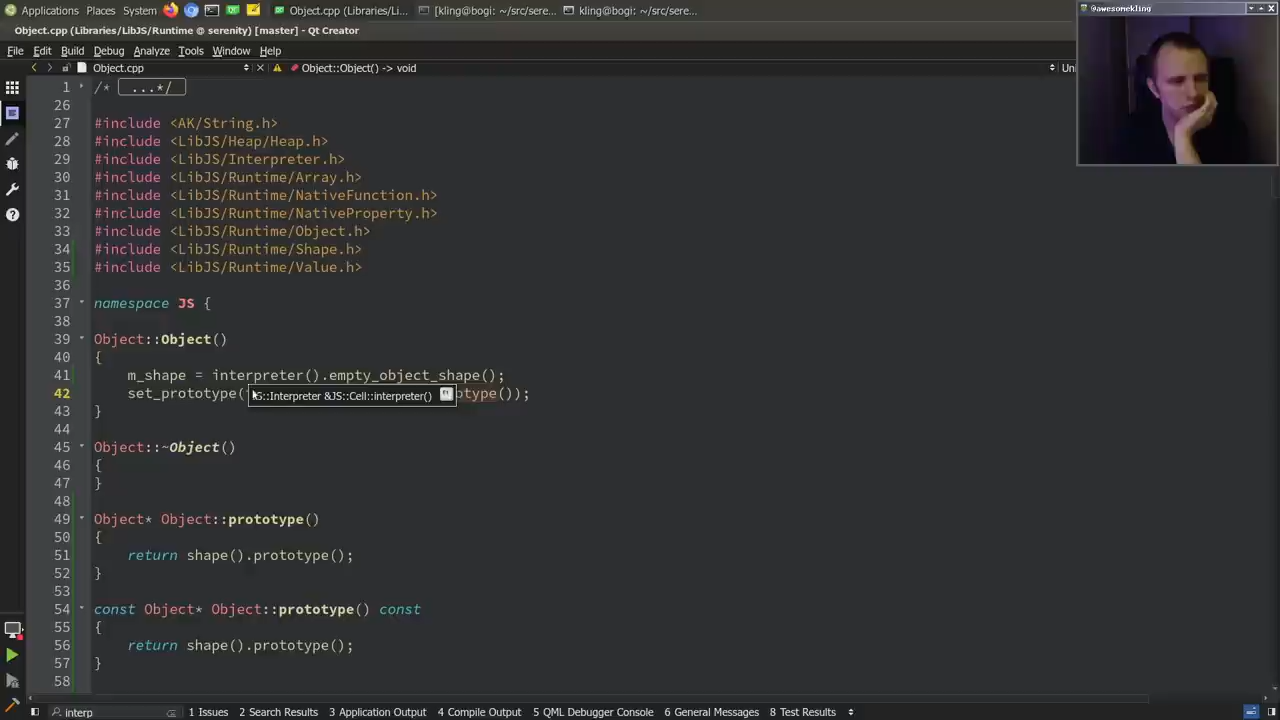 Applications Places System Object.cpp (Libraries/Li... [kling@bogi: ~/src/sere... kling@bogi: ~/src/sere...
@awesomekling
Object.cpp (Libraries/LibJS/Runtime @ serenity) [master] - Qt Creator
File Edit Build Debug Analyze Tools Window Help
Object.cpp Object::Object() -> void
1 /* ...*/
26
27 #include <AK/String.h>
28 #include <LibJS/Heap/Heap.h>
29 #include <LibJS/Interpreter.h>
30 #include <LibJS/Runtime/Array.h>
31 #include <LibJS/Runtime/NativeFunction.h>
32 #include <LibJS/Runtime/NativeProperty.h>
33 #include <LibJS/Runtime/Object.h>
34 #include <LibJS/Runtime/Shape.h>
35 #include <LibJS/Runtime/Value.h>
36
37 namespace JS {
38
39 Object::Object()
40 {
41 m_shape = interpreter().empty_object_shape();
42 set_prototype( otype());
S::Interpreter &JS::Cell::interpreter()
43 }
44
45 Object::~Object()
46 {
47 }
48
49 Object* Object::prototype()
50 {
51 return shape().prototype();
52 }
53
54 const Object* Object::prototype() const
55 {
56 return shape().prototype();
57 }
58
interp 1 Issues 2 Search Results 3 Application Output 4 Compile Output 5 QML Debugger Console 6 General Messages 8 Test Results